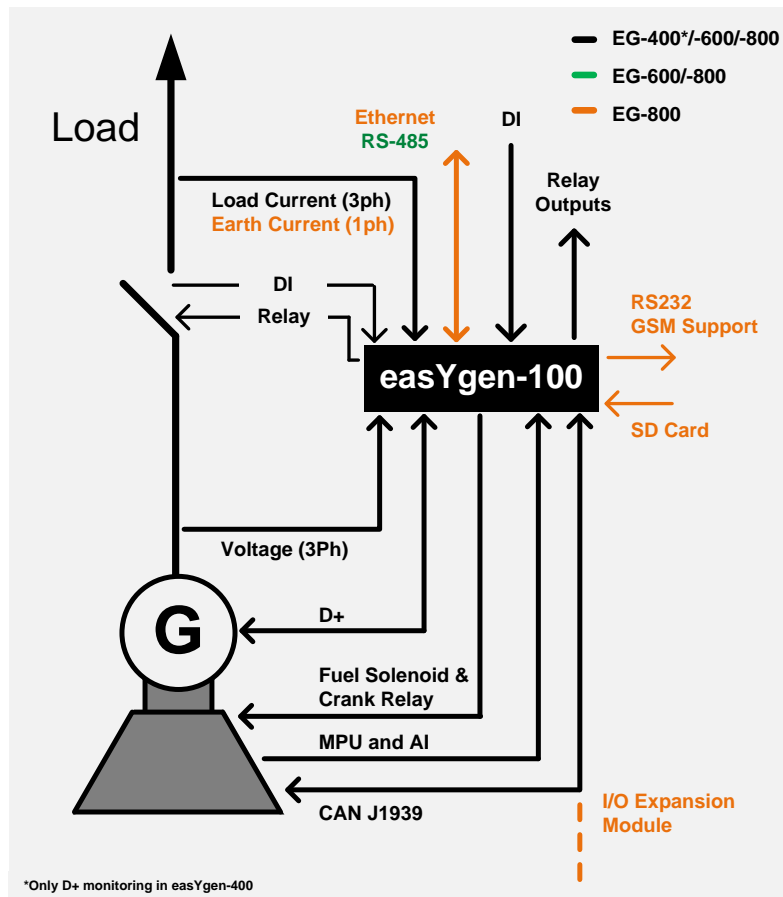 EG-400*/-600/-800
EG-600/-800
EG-800
Load
Ethernet
RS-485
DI
Relay
Outputs
Load Current (3ph)
Earth Current (1ph)
DI
Relay
RS232
GSM Support
easYgen-100
SD Card
Voltage (3Ph)
G
D+
Fuel Solenoid &
Crank Relay
MPU and AI
CAN J1939
I/O Expansion
Module
*Only D+ monitoring in easYgen-400